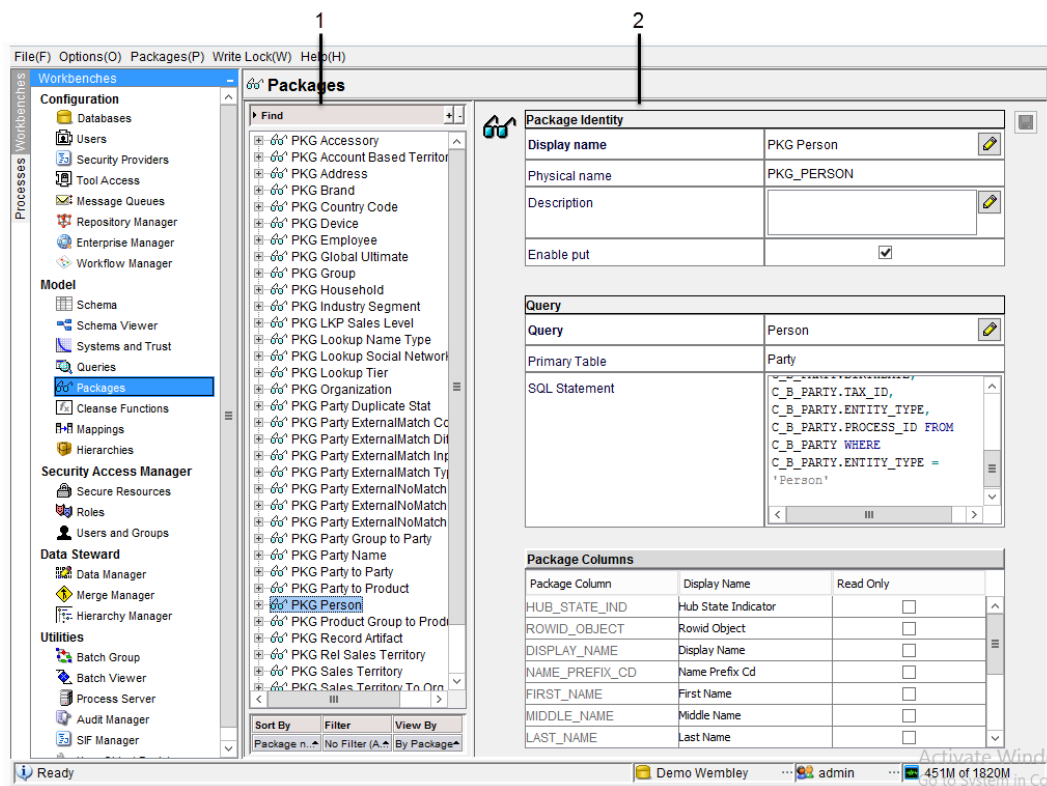 1
2
File(F) Options(O) Packages(P) Write Lock(W) Help(H)
Workbenches
Processes
Workbenches
Configuration
Databases
Users
Security Providers
Tool Access
Message Queues
Repository Manager
Enterprise Manager
Workflow Manager
Model
Schema
Schema Viewer
Systems and Trust
Queries
Packages
Cleanse Functions
Mappings
Hierarchies
Security Access Manager
Secure Resources
Roles
Users and Groups
Data Steward
Data Manager
Merge Manager
Hierarchy Manager
Utilities
Batch Group
Batch Viewer
Process Server
Audit Manager
SIF Manager
Packages
Find
PKG Accessory
PKG Account Based Territor
PKG Address
PKG Brand
PKG Country Code
PKG Device
PKG Employee
PKG Global Ultimate
PKG Group
PKG Household
PKG Industry Segment
PKG LKP Sales Level
PKG Lookup Name Type
PKG Lookup Social Network
PKG Lookup Tier
PKG Organization
PKG Party Duplicate Stat
PKG Party ExternalMatch Co
PKG Party ExternalMatch Dif
PKG Party ExternalMatch Inp
PKG Party ExternalMatch Typ
PKG Party ExternalNoMatch
PKG Party ExternalNoMatch
PKG Party ExternalNoMatch
PKG Party Group to Party
PKG Party Name
PKG Party to Party
PKG Party to Product
PKG Person
PKG Product Group to Produ
PKG Record Artifact
PKG Rel Sales Territory
PKG Sales Territory
PKG Sales Territory To Org
Sort By Filter View By
Package n... No Filter (A... By Package
Package Identity
Display name PKG Person
Physical name PKG_PERSON
Description
Enable put
Query
Query Person
Primary Table Party
SQL Statement
C_B_PARTY.BIRTHDATE,
C_B_PARTY.TAX_ID,
C_B_PARTY.ENTITY_TYPE,
C_B_PARTY.PROCESS_ID FROM
C_B_PARTY WHERE
C_B_PARTY.ENTITY_TYPE =
'Person'
Package Columns
Package Column Display Name Read Only
HUB_STATE_IND Hub State Indicator
ROWID_OBJECT Rowid Object
DISPLAY_NAME Display Name
NAME_PREFIX_CD Name Prefix Cd
FIRST_NAME First Name
MIDDLE_NAME Middle Name
LAST_NAME Last Name
Activate Wind
Go to System in Co
Ready
Demo Wembley ... admin ... 451M of 1820M